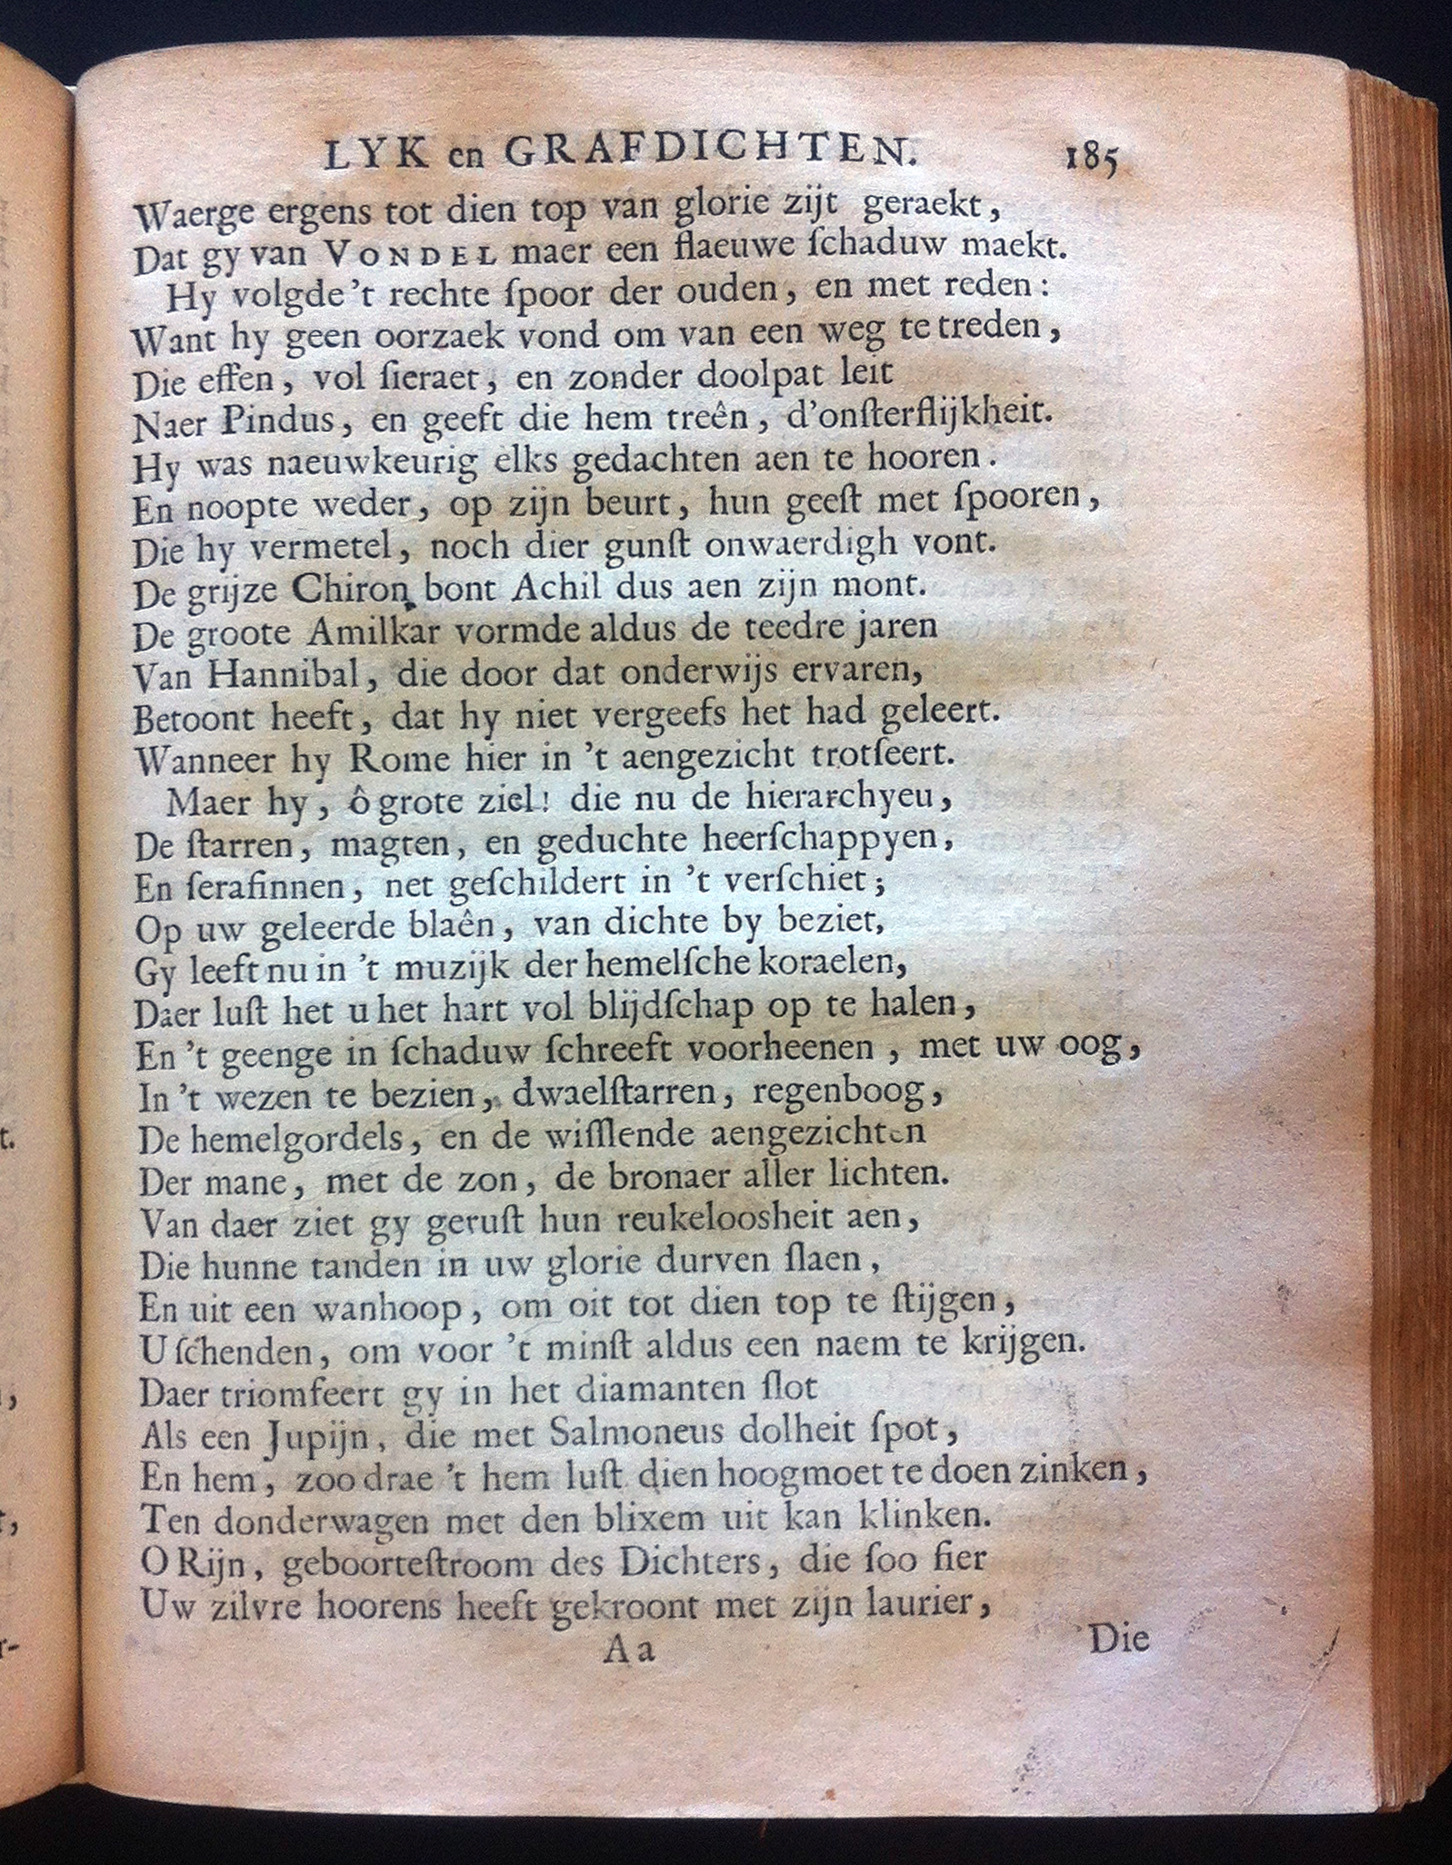 LYK en GRAFDICHTEN. 185
Waerge ergens tot dien top van glorie zijt geraekt,
Dat gy van VONDEL maer een flaeuwe ſchaduw maekt.
Hy volgde 't rechte ſpoor der ouden, en met reden:
Want hy geen oorzaek vond om van een weg te treden,
Die effen, vol ſieraet, en zonder doolpat leit
Naer Pindus, en geeft die hem treên, d'onſterflijkheit.
Hy was naeuwkeurig elks gedachten aen te hooren.
En noopte weder, op zijn beurt, hun geeſt met ſpooren,
Die hy vermetel, noch dier gunſt onwaerdigh vont.
De grijze Chiron bont Achil dus aen zijn mont.
De groote Amilkar vormde aldus de teedre jaren
Van Hannibal, die door dat onderwijs ervaren,
Betoont heeft, dat hy niet vergeefs het had geleert.
Wanneer hy Rome hier in 't aengezicht trotſeert.
Maer hy, ô grote ziel! die nu de hierarchyeu,
De ſtarren, magten, en geduchte heerſchappyen,
En ſerafinnen, net geſchildert in 't verſchiet;
Op uw geleerde blaên, van dichte by beziet,
Gy leeft nu in 't muzijk der hemelſche koraelen,
Daer luſt het u het hart vol blijdſchap op te halen,
En 't geenge in ſchaduw ſchreeft voorheenen, met uw oog,
In 't wezen te bezien, dwaelſtarren, regenboog,
De hemelgordels, en de wiſſlende aengezichten
Der mane, met de zon, de bronaer aller lichten.
Van daer ziet gy geruſt hun reukeloosheit aen,
Die hunne tanden in uw glorie durven ſlaen,
En uit een wanhoop, om oit tot dien top te ſtijgen,
U ſchenden, om voor 't minſt aldus een naem te krijgen.
Daer triomfeert gy in het diamanten ſlot
Als een Jupijn, die met Salmoneus dolheit ſpot,
En hem, zoo drae 't hem luſt dien hoogmoet te doen zinken,
Ten donderwagen met den blixem uit kan klinken.
O Rijn, geboorteſtroom des Dichters, die ſoo fier
Uw zilvre hoorens heeft gekroont met zijn laurier,
Aa Die